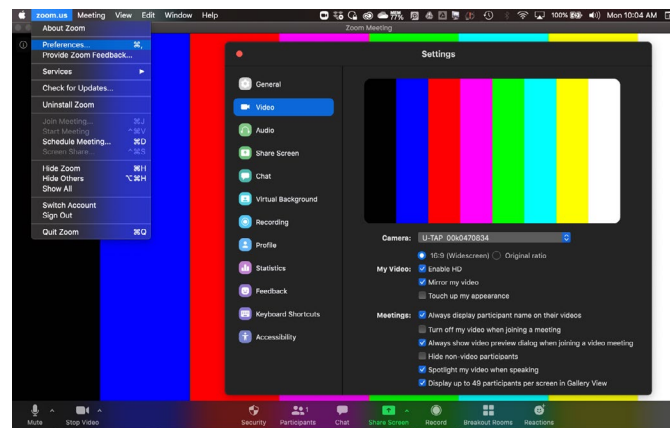 zoom.us Meeting View Edit Window Help 77% 100% Mon 10:04 AM
Zoom Meeting
About Zoom
Preferences... ⌘,
Provide Zoom Feedback...
Services
Check for Updates...
Uninstall Zoom
Join Meeting... ⌘J
Start Meeting ^⌘V
Schedule Meeting... ⌘D
Screen Share... ^⌘S
Hide Zoom ⌘H
Hide Others ⌥⌘H
Show All
Switch Account
Sign Out
Quit Zoom ⌘Q
Settings
General
Video
Audio
Share Screen
Chat
Virtual Background
Recording
Profile
Statistics
Feedback
Keyboard Shortcuts
Accessibility
Camera: U-TAP 00k0470834
16:9 (Widescreen) Original ratio
My Video: Enable HD
Mirror my video
Touch up my appearance
Meetings: Always display participant name on their videos
Turn off my video when joining a meeting
Always show video preview dialog when joining a video meeting
Hide non-video participants
Spotlight my video when speaking
Display up to 49 participants per screen in Gallery View
Mute Stop Video Security Participants 1 Chat Share Screen Record Breakout Rooms Reactions